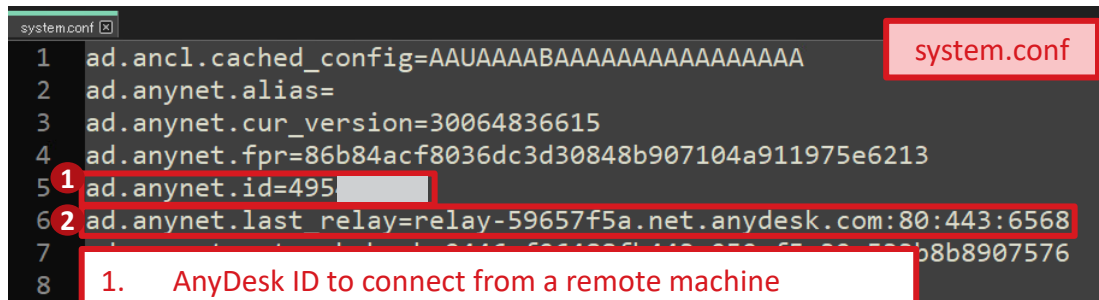 system.conf
system.conf
1 ad.ancl.cached_config=AAUAAAABAAAAAAAAAAAAAAAA
2 ad.anynet.alias=
3 ad.anynet.cur_version=30064836615
4 ad.anynet.fpr=86b84acf8036dc3d30848b907104a911975e6213
5 1 ad.anynet.id=495
6 2 ad.anynet.last_relay=relay-59657f5a.net.anydesk.com:80:443:6568
7 b8b8907576
8
1. AnyDesk ID to connect from a remote machine